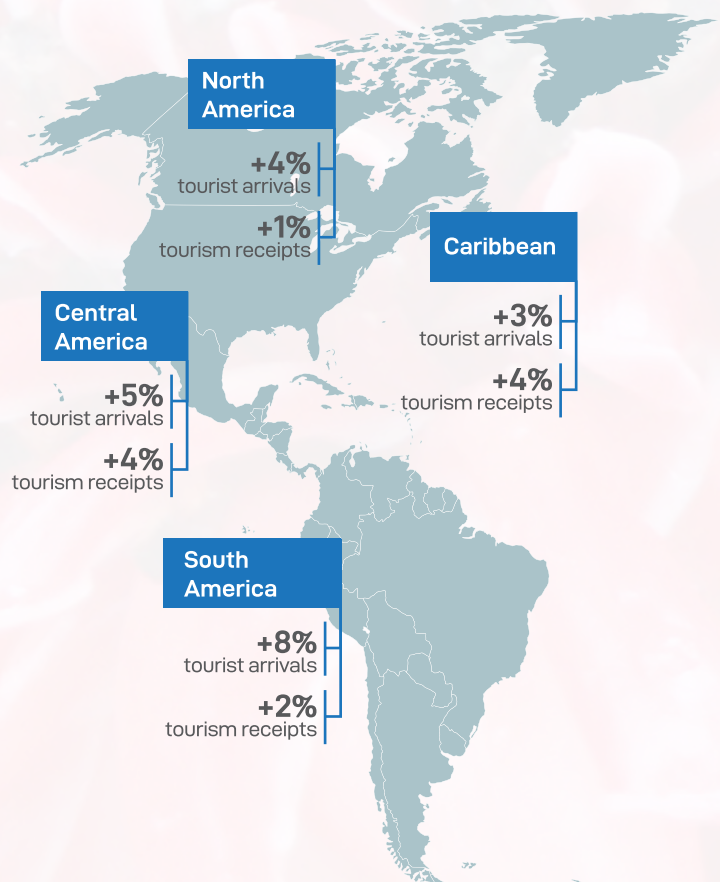 North
America
+4%
tourist arrivals
+1%
tourism receipts
Caribbean
+3%
tourist arrivals
+4%
tourism receipts
Central
America
+5%
tourist arrivals
+4%
tourism receipts
South
America
+8%
tourist arrivals
+2%
tourism receipts